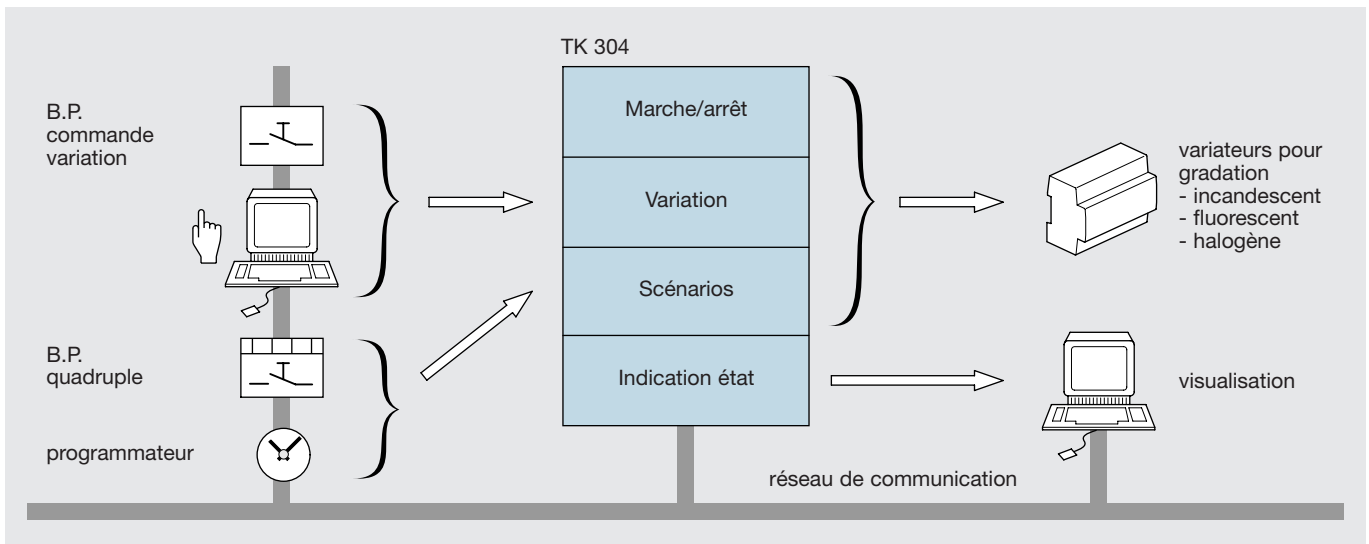 TK 304
B.P.
commande
variation
B.P.
quadruple
programmateur
Marche/arrêt
Variation
Scénarios
Indication état
variateurs pour
gradation
- incandescent
- fluorescent
- halogène
visualisation
réseau de communication